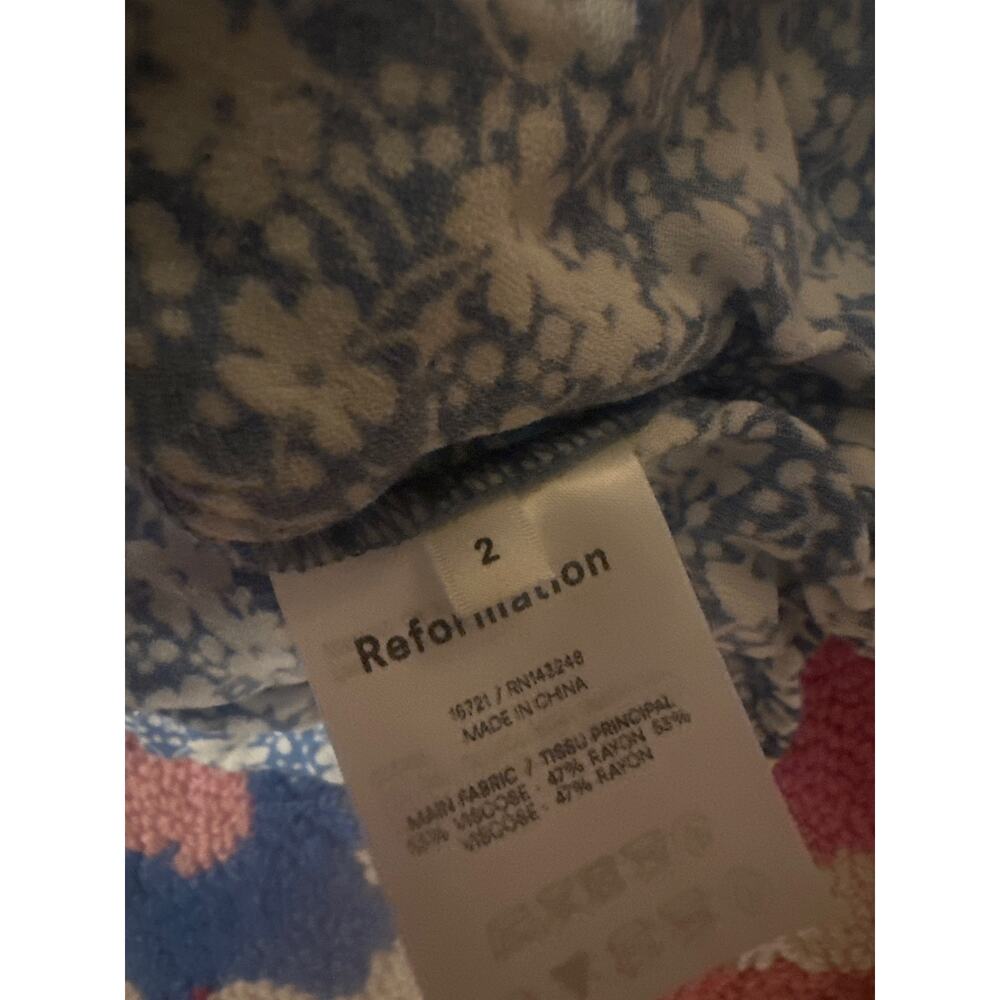 2
Reformation
16721 / RN143248
MADE IN CHINA
MAIN FABRIC / TISSU PRINCIPAL
53% VISCOSE · 47% RAYON 53%
VISCOSE · 47% RAYON